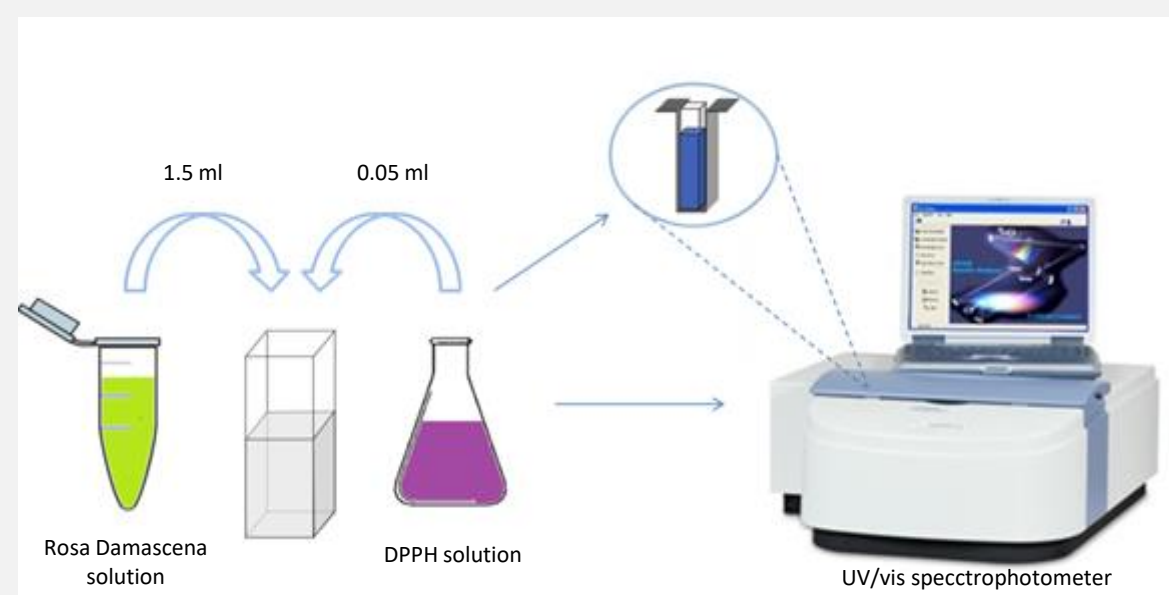 1.5 ml
0.05 ml
Rosa Damascena
solution
DPPH solution
UV/vis specctrophotometer